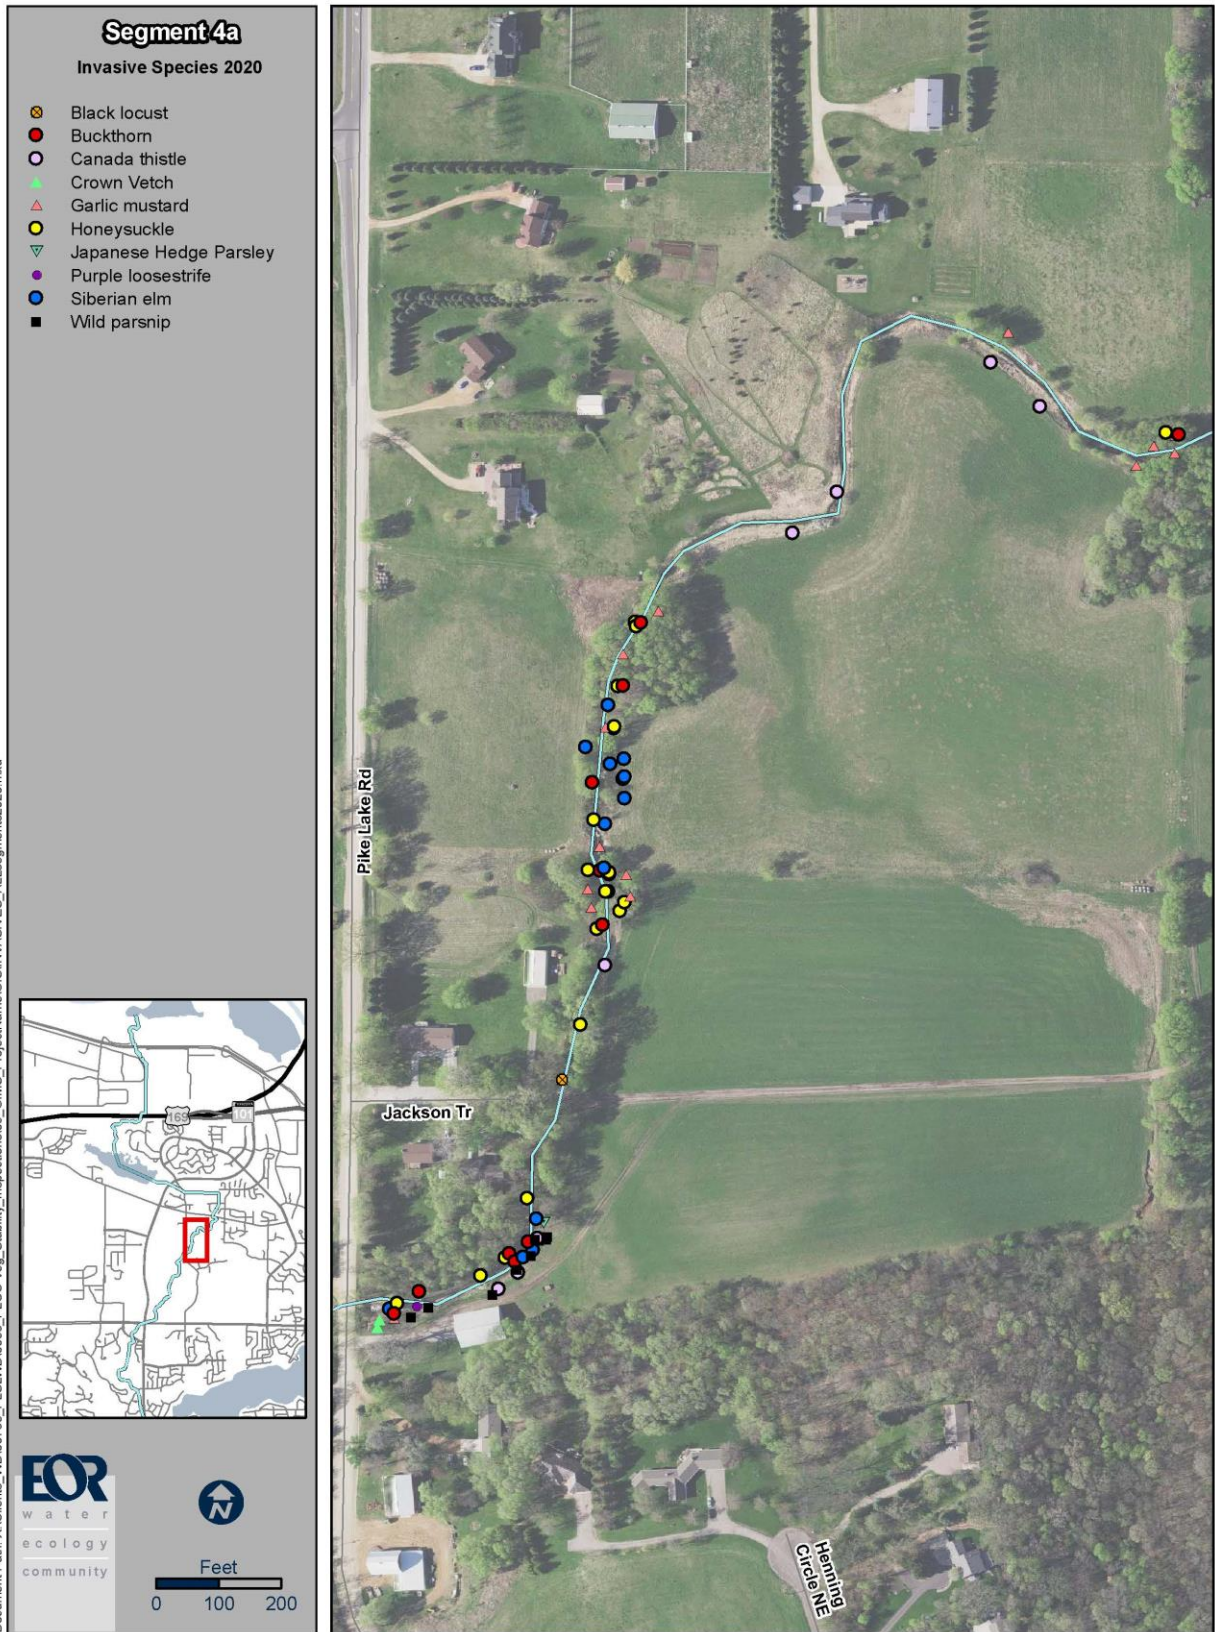 Segment 4a
Invasive Species 2020
Black locust
Buckthorn
Canada thistle
Crown Vetch
Garlic mustard
Honeysuckle
Japanese Hedge Parsley
Purple loosestrife
Siberian elm
Wild parsnip
169
101
EOR
water
ecology
community
N
Feet
0 100 200
Pike Lake Rd
Jackson Tr
Henning
Circle NE